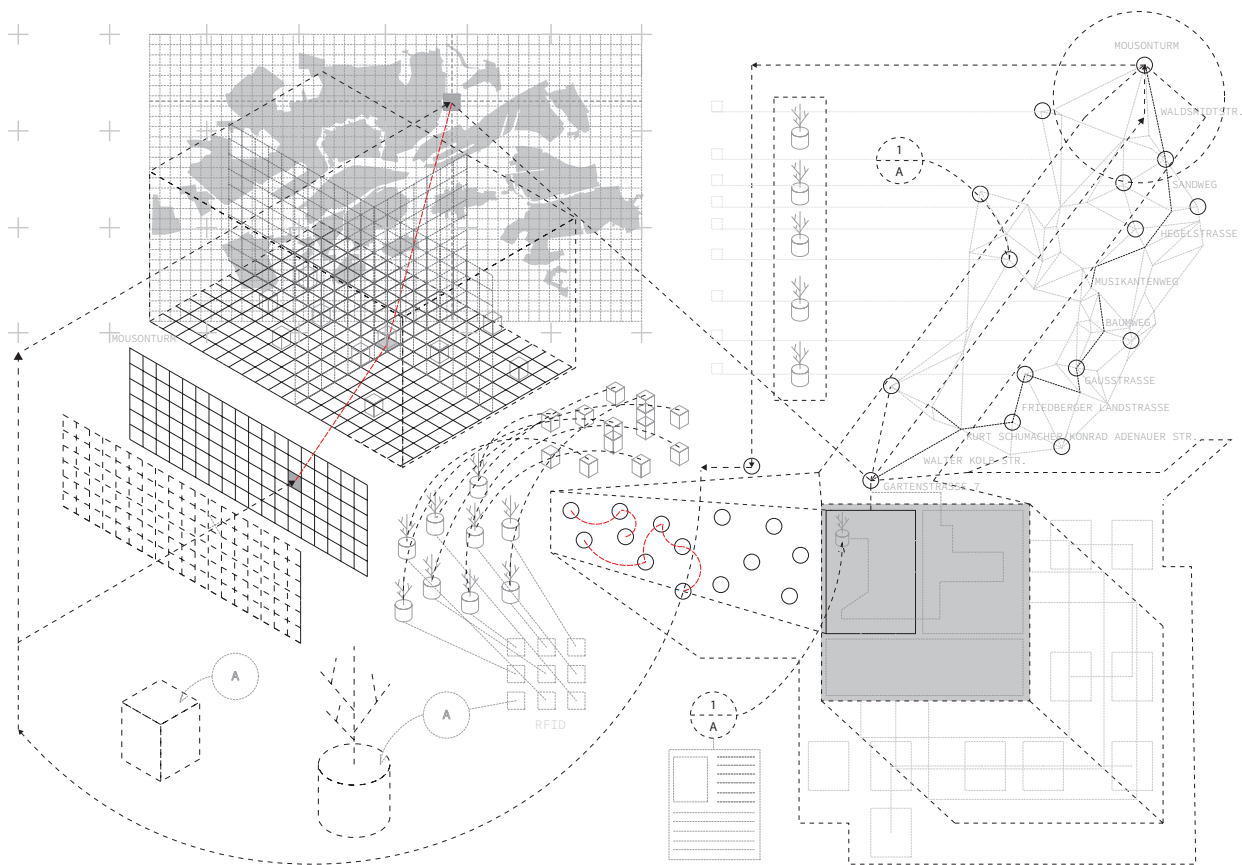 MOUSONTURM
WALDSMIDTSTR.
1
A
SANDWEG
HEGELSTRASSE
MUSIKANTENWEG
BAUMWEG
MOUSONTURM
GAUSSTRASSE
FRIEDBERGER LANDSTRASSE
KURT SCHUMACHER/KONRAD ADENAUER STR.
WALTER KOLB STR.
GARTENSTRASSE 7
A
A
RFID
1
A